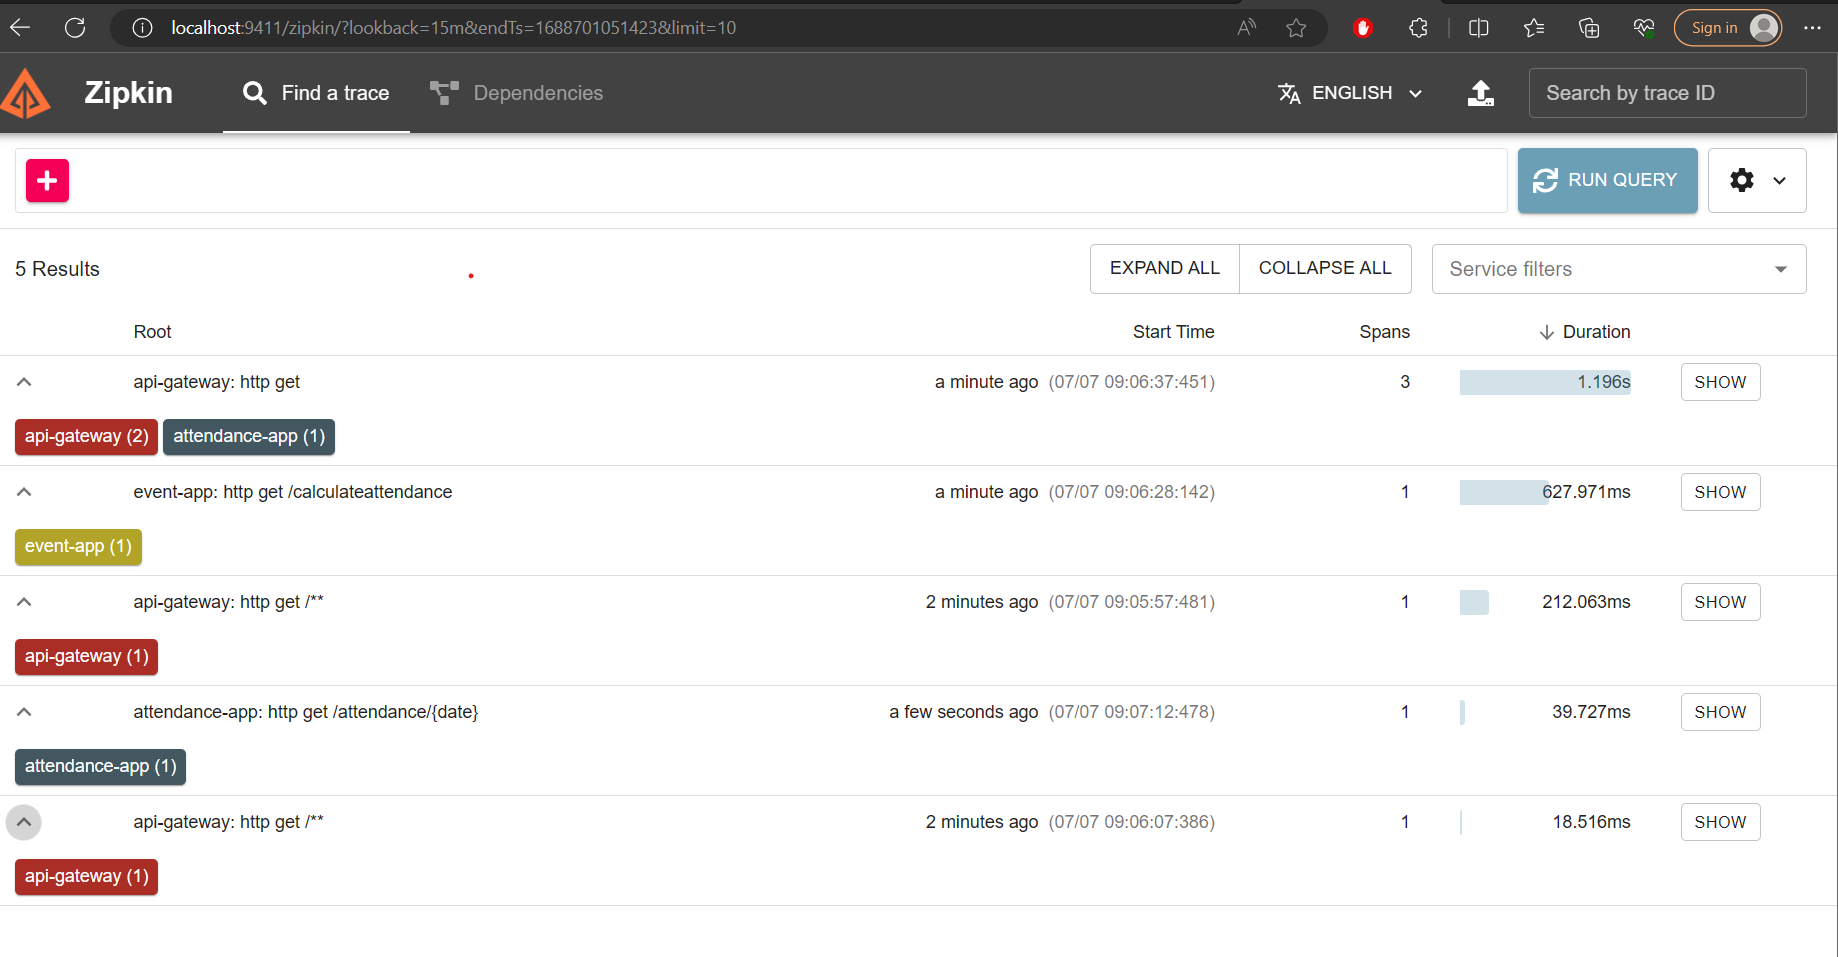 localhost:9411/zipkin/?lookback=15m&endTs=1688701051423&limit=10
Sign in
Zipkin
Find a trace
Dependencies
ENGLISH
Search by trace ID
RUN QUERY
5 Results
EXPAND ALL
COLLAPSE ALL
Service filters
Root Start Time Spans Duration
api-gateway: http get a minute ago (07/07 09:06:37:451) 3 1.196s SHOW
api-gateway (2) attendance-app (1)
event-app: http get /calculateattendance a minute ago (07/07 09:06:28:142) 1 627.971ms SHOW
event-app (1)
api-gateway: http get /** 2 minutes ago (07/07 09:05:57:481) 1 212.063ms SHOW
api-gateway (1)
attendance-app: http get /attendance/{date} a few seconds ago (07/07 09:07:12:478) 1 39.727ms SHOW
attendance-app (1)
api-gateway: http get /** 2 minutes ago (07/07 09:06:07:386) 1 18.516ms SHOW
api-gateway (1)